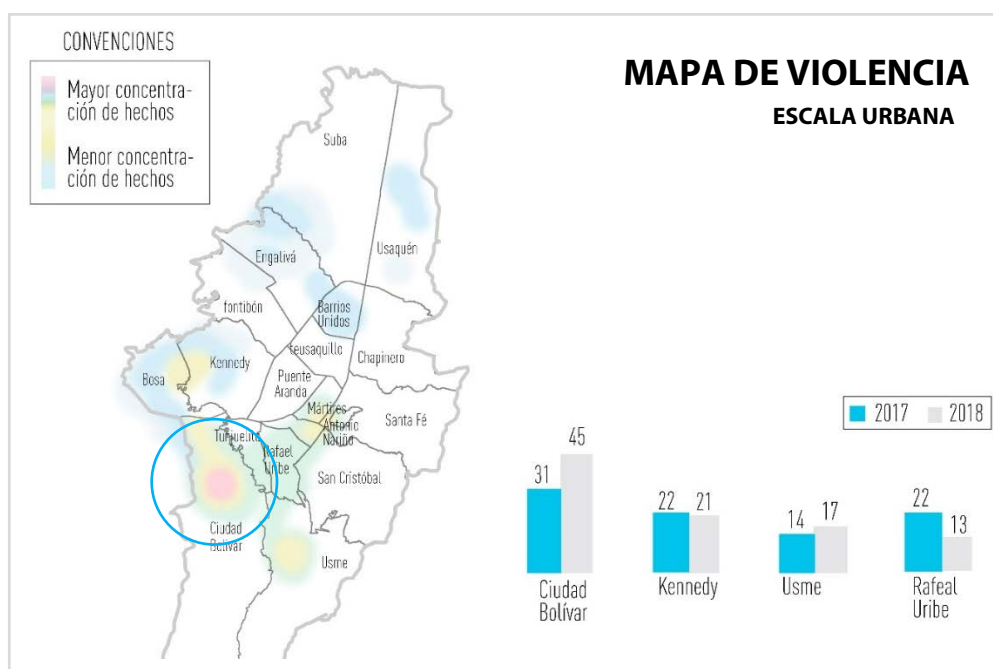 CONVENCIONES
Mayor concentra-
ción de hechos
Menor concentra-
ción de hechos
MAPA DE VIOLENCIA
ESCALA URBANA
Suba
Usaquén
Engalivá
fontibón
Barrios
Unidos
teusaquillo
Chapinero
Kennedy
Bosa
Puente
Aranda
Mártires
Antonio
Nariño
Santa Fé
Tunjuelito
Rafael
Uribe
San Cristóbal
Ciudad
Bolívar
Usme
2017
2018
31
45
Ciudad
Bolívar
22
21
Kennedy
14
17
Usme
22
13
Rafeal
Uribe